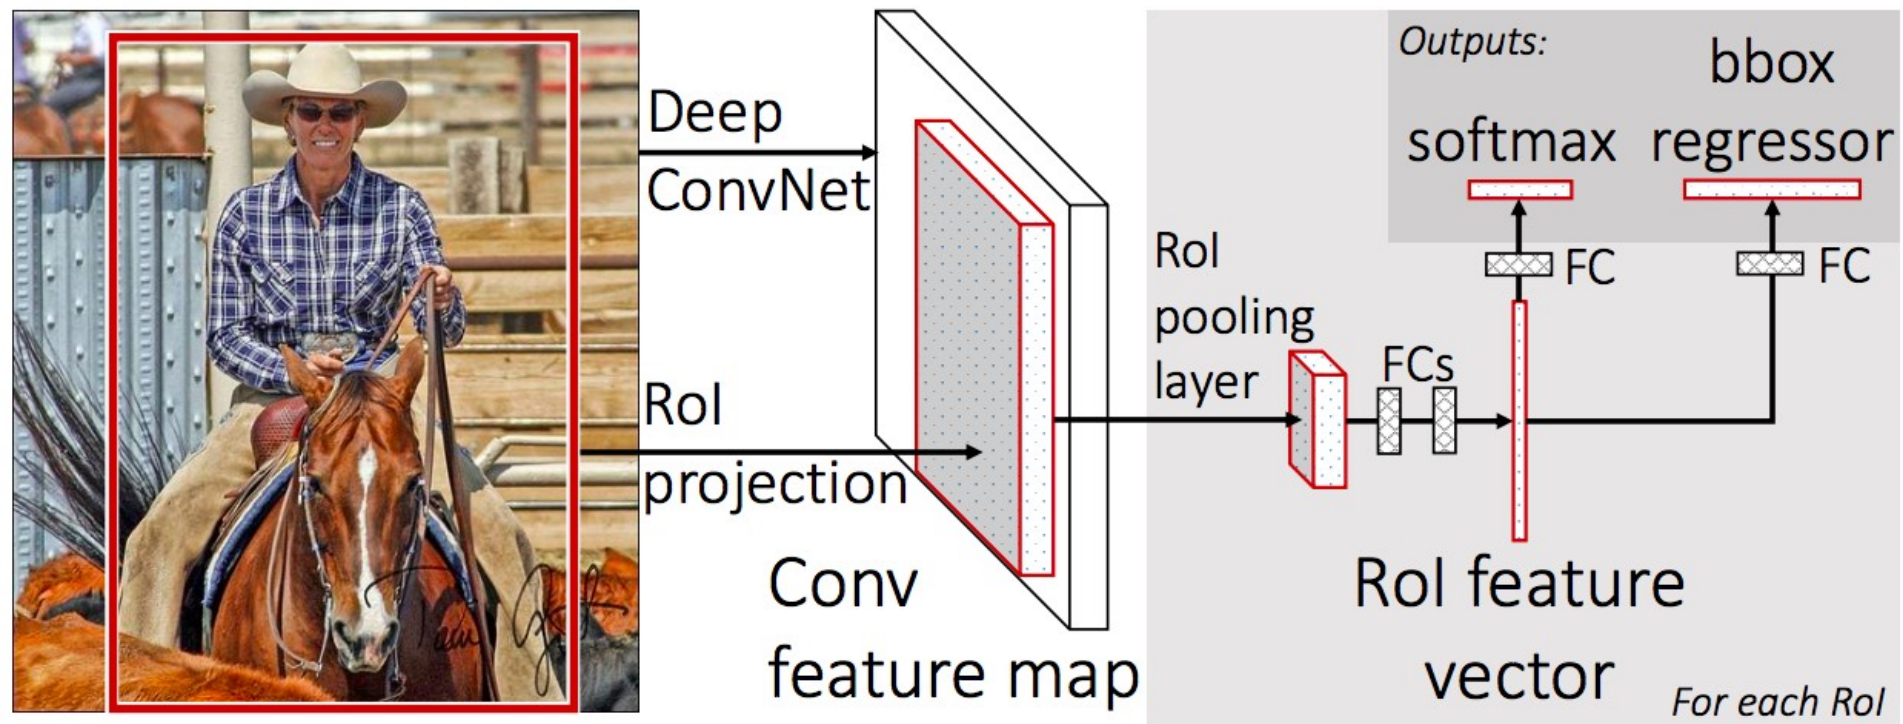 Deep
ConvNet
RoI
projection
Conv
feature map
RoI
pooling
layer
FCs
RoI feature
vector
For each RoI
Outputs:
softmax
bbox
regressor
FC
FC